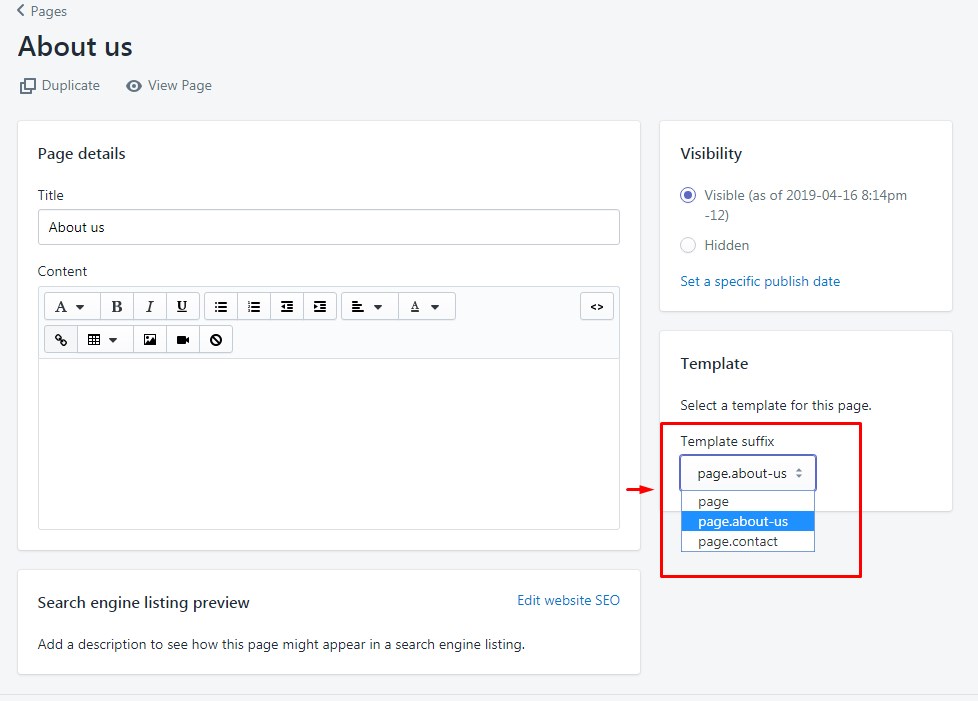 Pages
About us
Duplicate
View Page
Page details
Title
About us
Content
A
B
I
U
A
<>
Search engine listing preview
Edit website SEO
Add a description to see how this page might appear in a search engine listing.
Visibility
Visible (as of 2019-04-16 8:14pm
-12)
Hidden
Set a specific publish date
Template
Select a template for this page.
Template suffix
page.about-us
page
page.about-us
page.contact